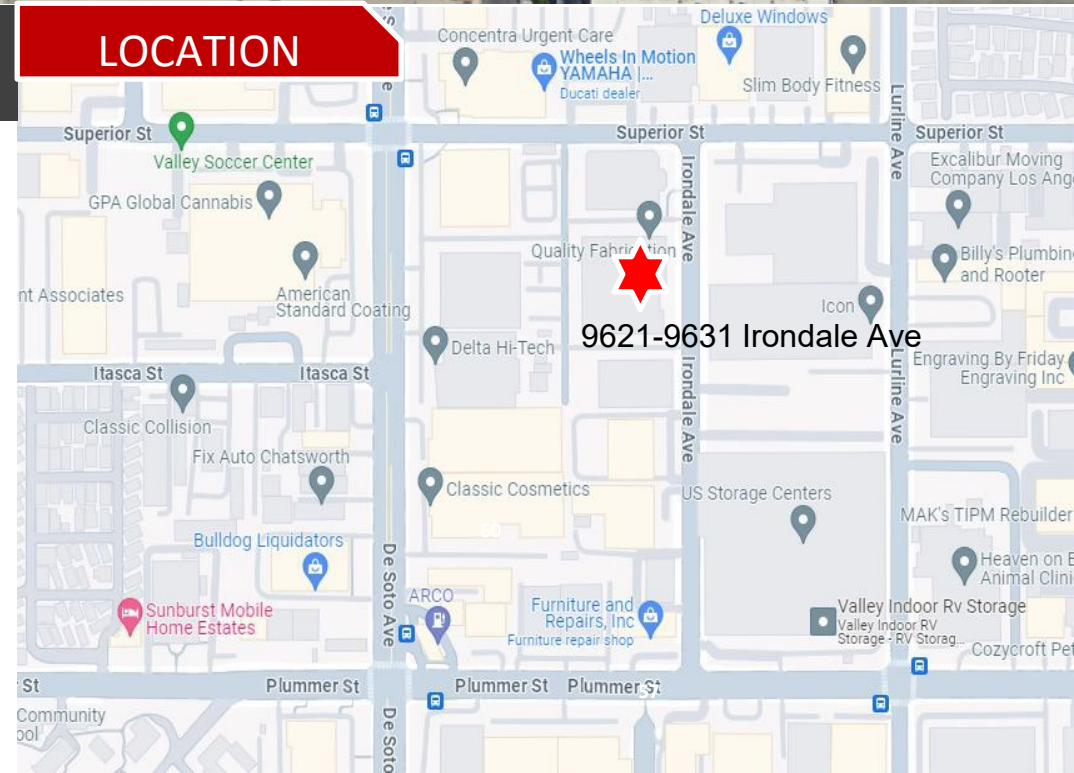 LOCATION
Concentra Urgent Care
Deluxe Windows
Wheels In Motion
YAMAHA |...
Ducati dealer
Slim Body Fitness
Superior St
Superior St
Superior St
Lurline Ave
Valley Soccer Center
Excalibur Moving
Company Los Ang
GPA Global Cannabis
Irondale Ave
Quality Fabrication
Billy's Plumbin
and Rooter
nt Associates
American
Standard Coating
Icon
9621-9631 Irondale Ave
Delta Hi-Tech
Itasca St
Itasca St
Irondale Ave
Lurline Ave
Engraving By Friday
Engraving Inc
Classic Collision
Fix Auto Chatsworth
Classic Cosmetics
US Storage Centers
MAK's TIPM Rebuilder
60
Bulldog Liquidators
De Soto Ave
Heaven on E
Animal Clini
ARCO
Sunburst Mobile
Home Estates
Furniture and
Repairs, Inc
Furniture repair shop
Valley Indoor Rv Storage
Valley Indoor RV
Storage - RV Storag...
Cozycroft Pet
St
Plummer St
Plummer St
Plummer St
Community
ool
De Soto